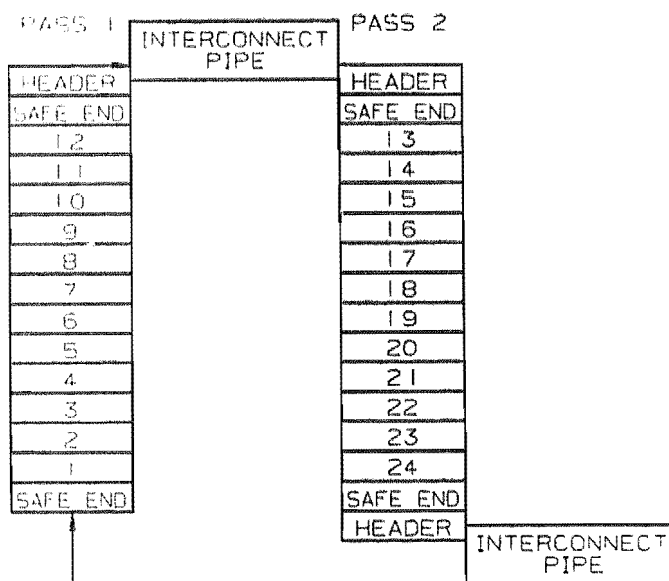 PASS 1
INTERCONNECT
PIPE
PASS 2
HEADER
SAFE END
12
11
10
9
8
7
6
5
4
3
2
1
SAFE END
HEADER
SAFE END
13
14
15
16
17
18
19
20
21
22
23
24
SAFE END
HEADER
INTERCONNECT
PIPE